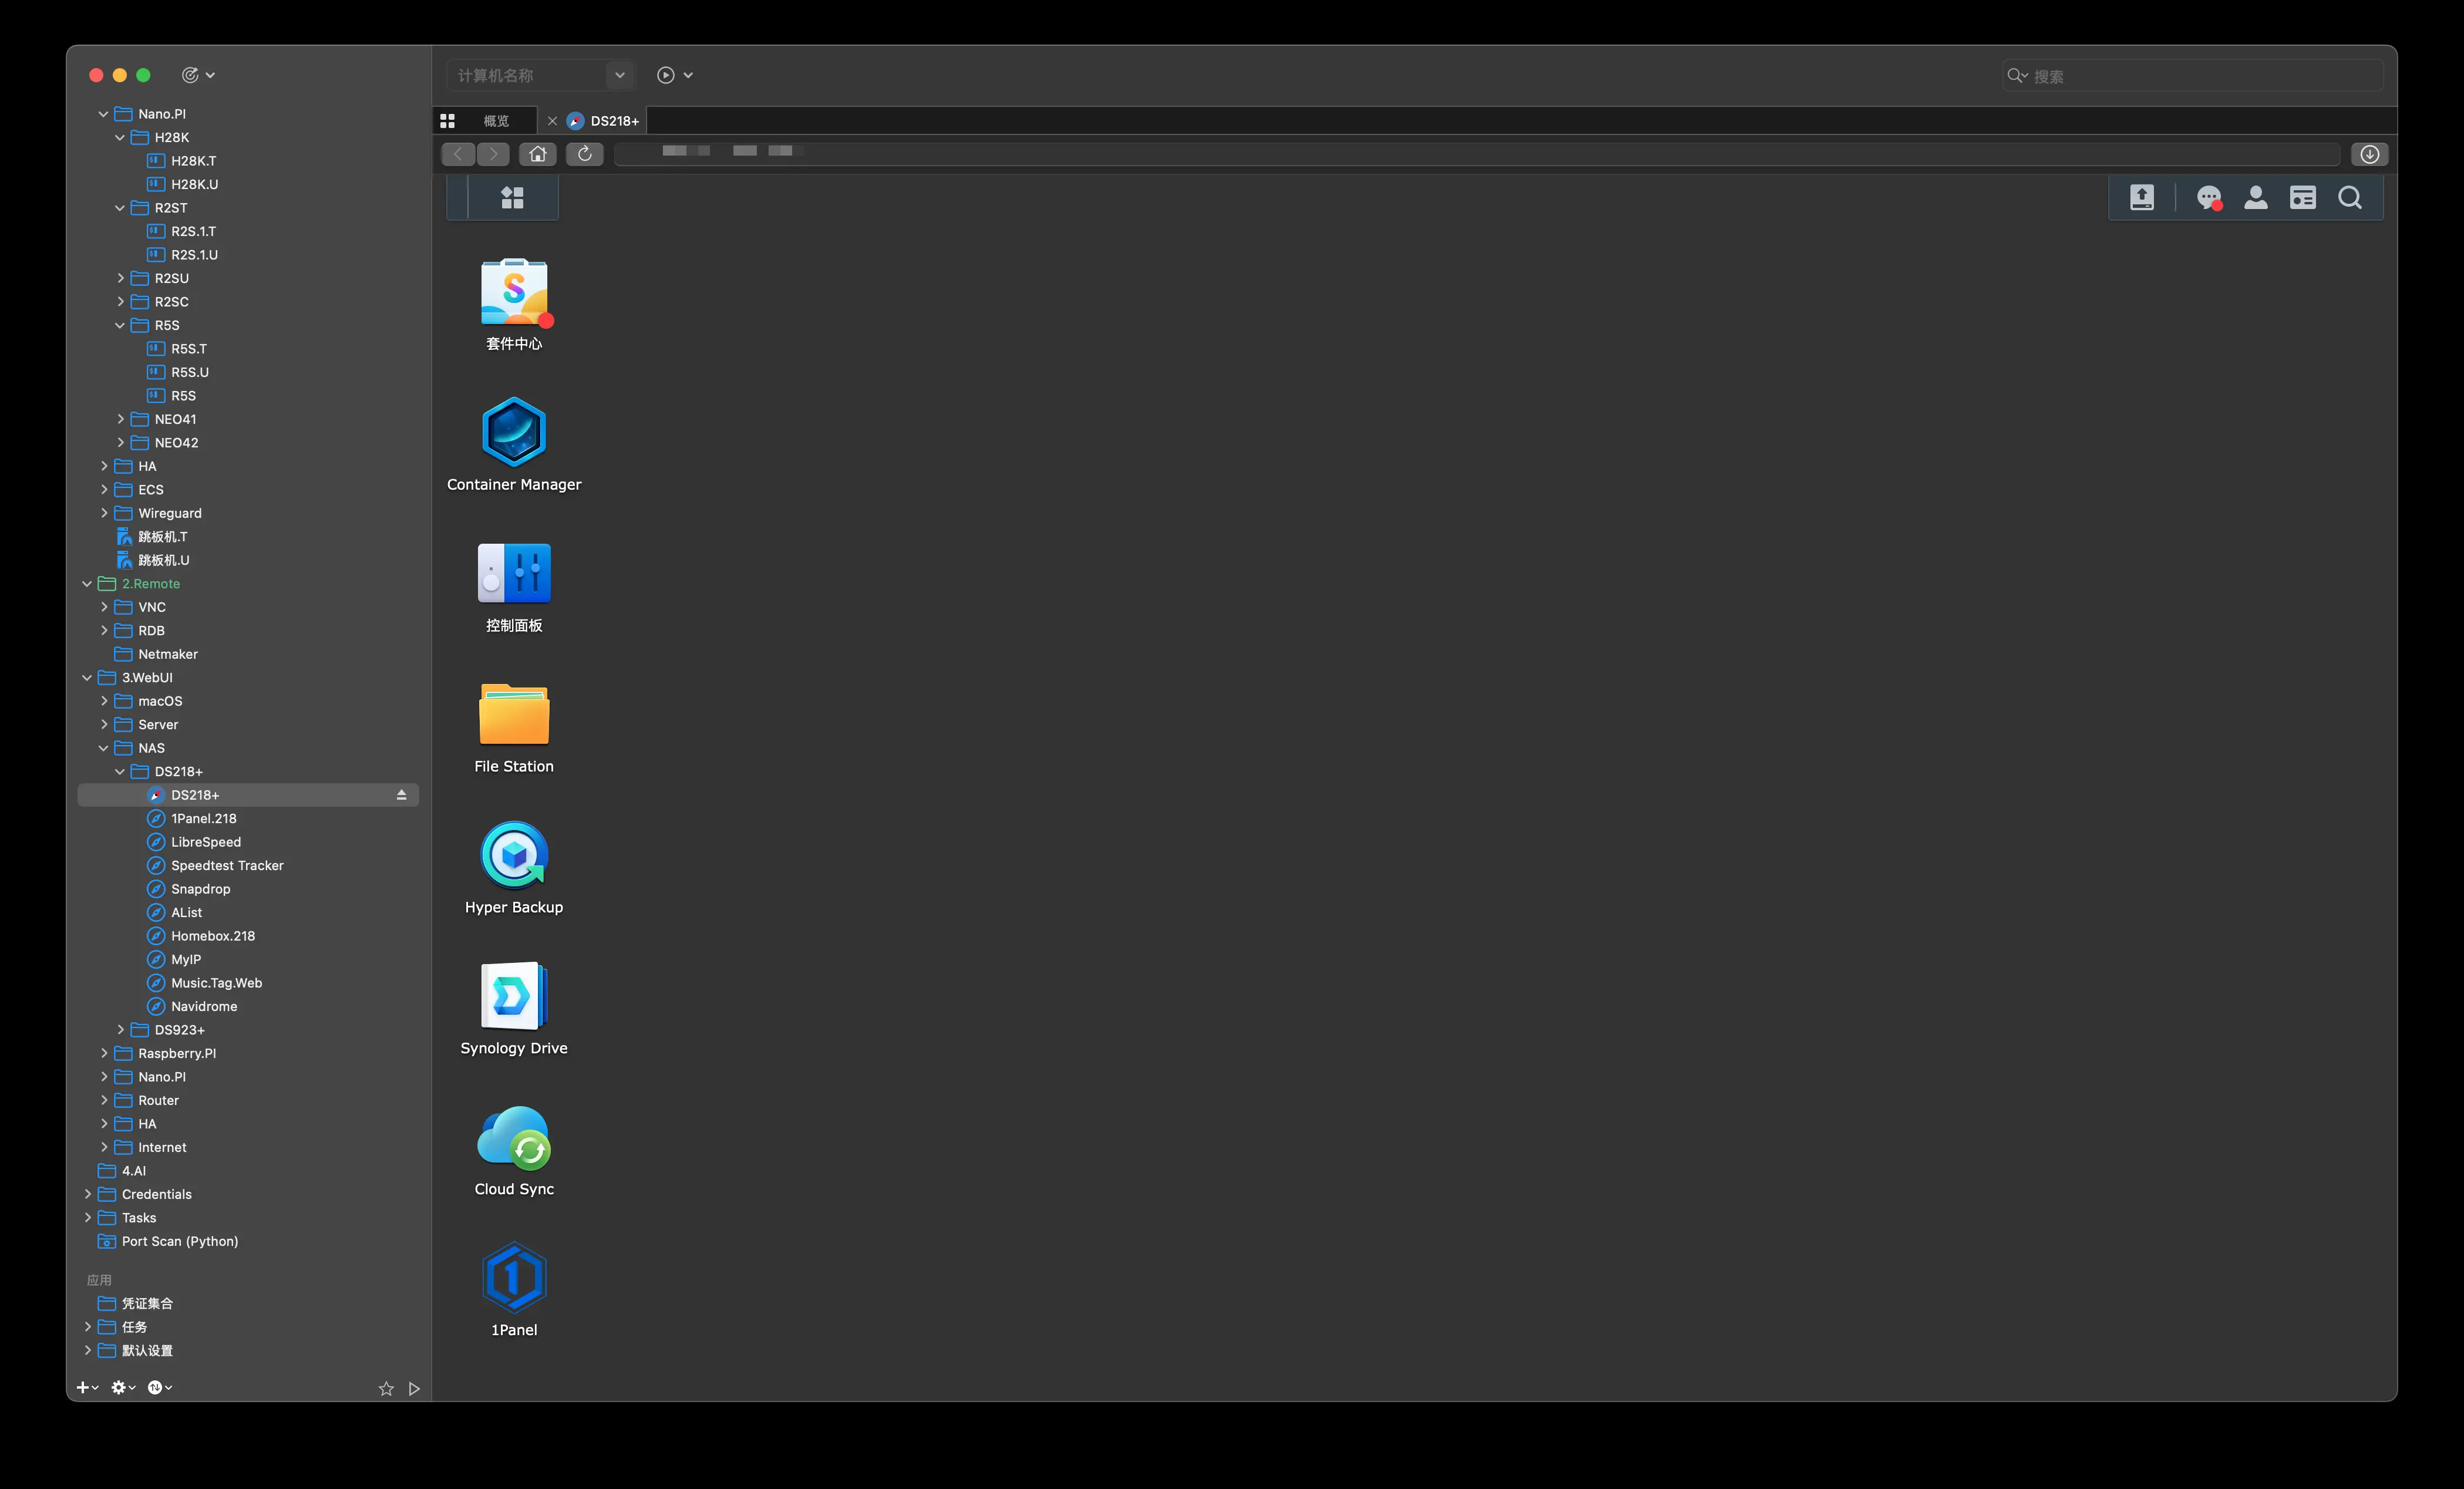 计算机名称
搜索
概览
DS218+
Nano.PI
H28K
H28K.T
H28K.U
R2ST
R2S.1.T
R2S.1.U
R2SU
R2SC
R5S
R5S.T
R5S.U
R5S
NEO41
NEO42
HA
ECS
Wireguard
跳板机.T
跳板机.U
2.Remote
VNC
RDB
Netmaker
3.WebUI
macOS
Server
NAS
DS218+
DS218+
1Panel.218
LibreSpeed
Speedtest Tracker
Snapdrop
AList
Homebox.218
MyIP
Music.Tag.Web
Navidrome
DS923+
Raspberry.PI
Nano.PI
Router
HA
Internet
4.AI
Credentials
Tasks
Port Scan (Python)
应用
凭证集合
任务
默认设置
套件中心
Container Manager
控制面板
File Station
Hyper Backup
Synology Drive
Cloud Sync
1Panel